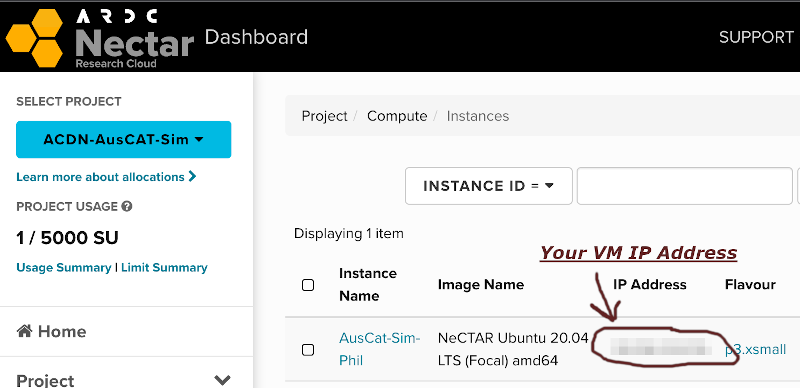 ARDC
Nectar Dashboard
Research Cloud
SUPPORT
SELECT PROJECT
ACDN-AusCAT-Sim
Learn more about allocations
PROJECT USAGE
1 / 5000 SU
Usage Summary | Limit Summary
Home
Project
Project / Compute / Instances
INSTANCE ID =
Displaying 1 item
Your VM IP Address
Instance Name
Image Name
IP Address
Flavour
AusCat-Sim-
Phil
NeCTAR Ubuntu 20.04
LTS (Focal) amd64
p3.xsmall